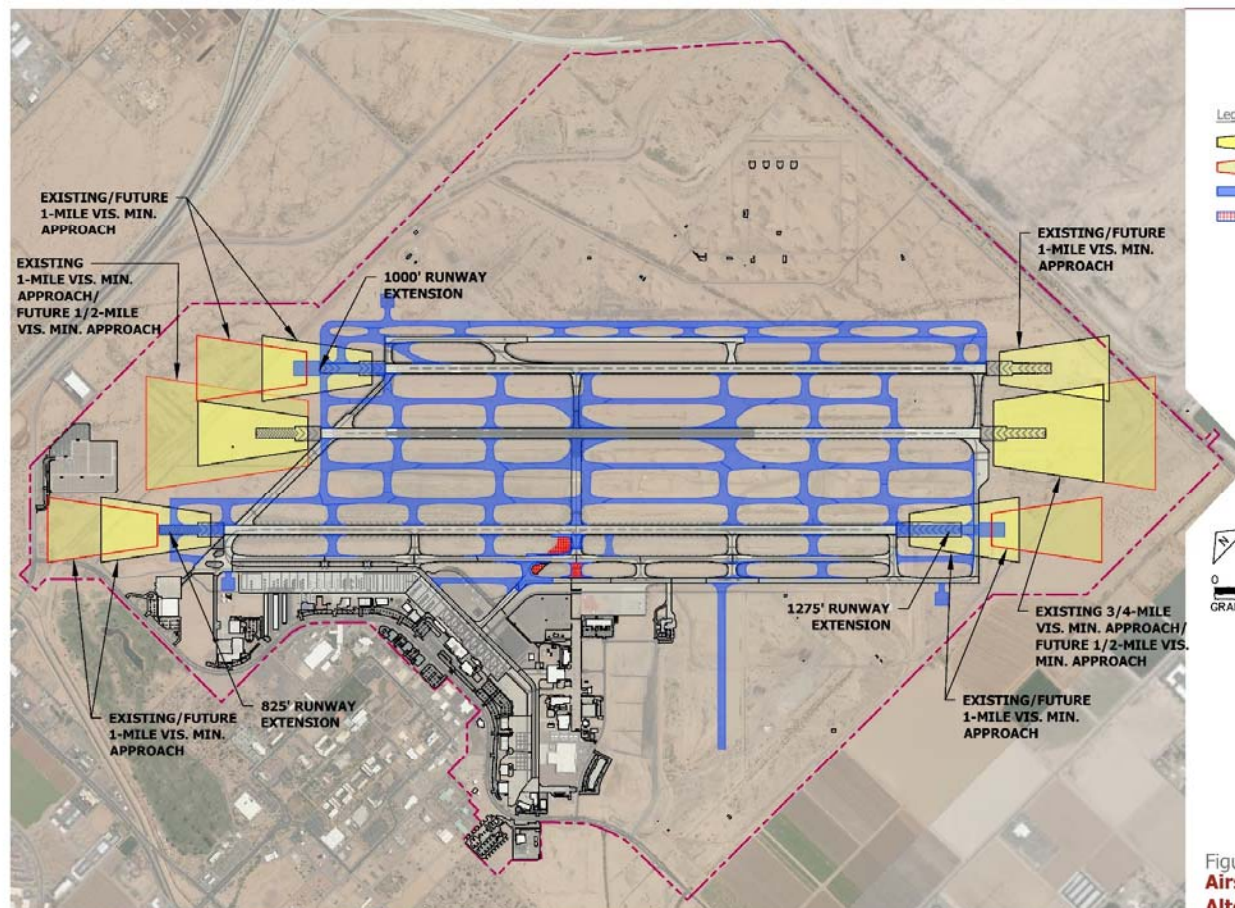 EXISTING/FUTURE
1-MILE VIS. MIN.
APPROACH
EXISTING
1-MILE VIS. MIN.
APPROACH/
FUTURE 1/2-MILE
VIS. MIN. APPROACH
1000' RUNWAY
EXTENSION
EXISTING/FUTURE
1-MILE VIS. MIN.
APPROACH
N
0
1275' RUNWAY
EXTENSION
EXISTING 3/4-MILE
VIS. MIN. APPROACH/
FUTURE 1/2-MILE VIS.
MIN. APPROACH
EXISTING/FUTURE
1-MILE VIS. MIN.
APPROACH
825' RUNWAY
EXTENSION
EXISTING/FUTURE
1-MILE VIS. MIN.
APPROACH